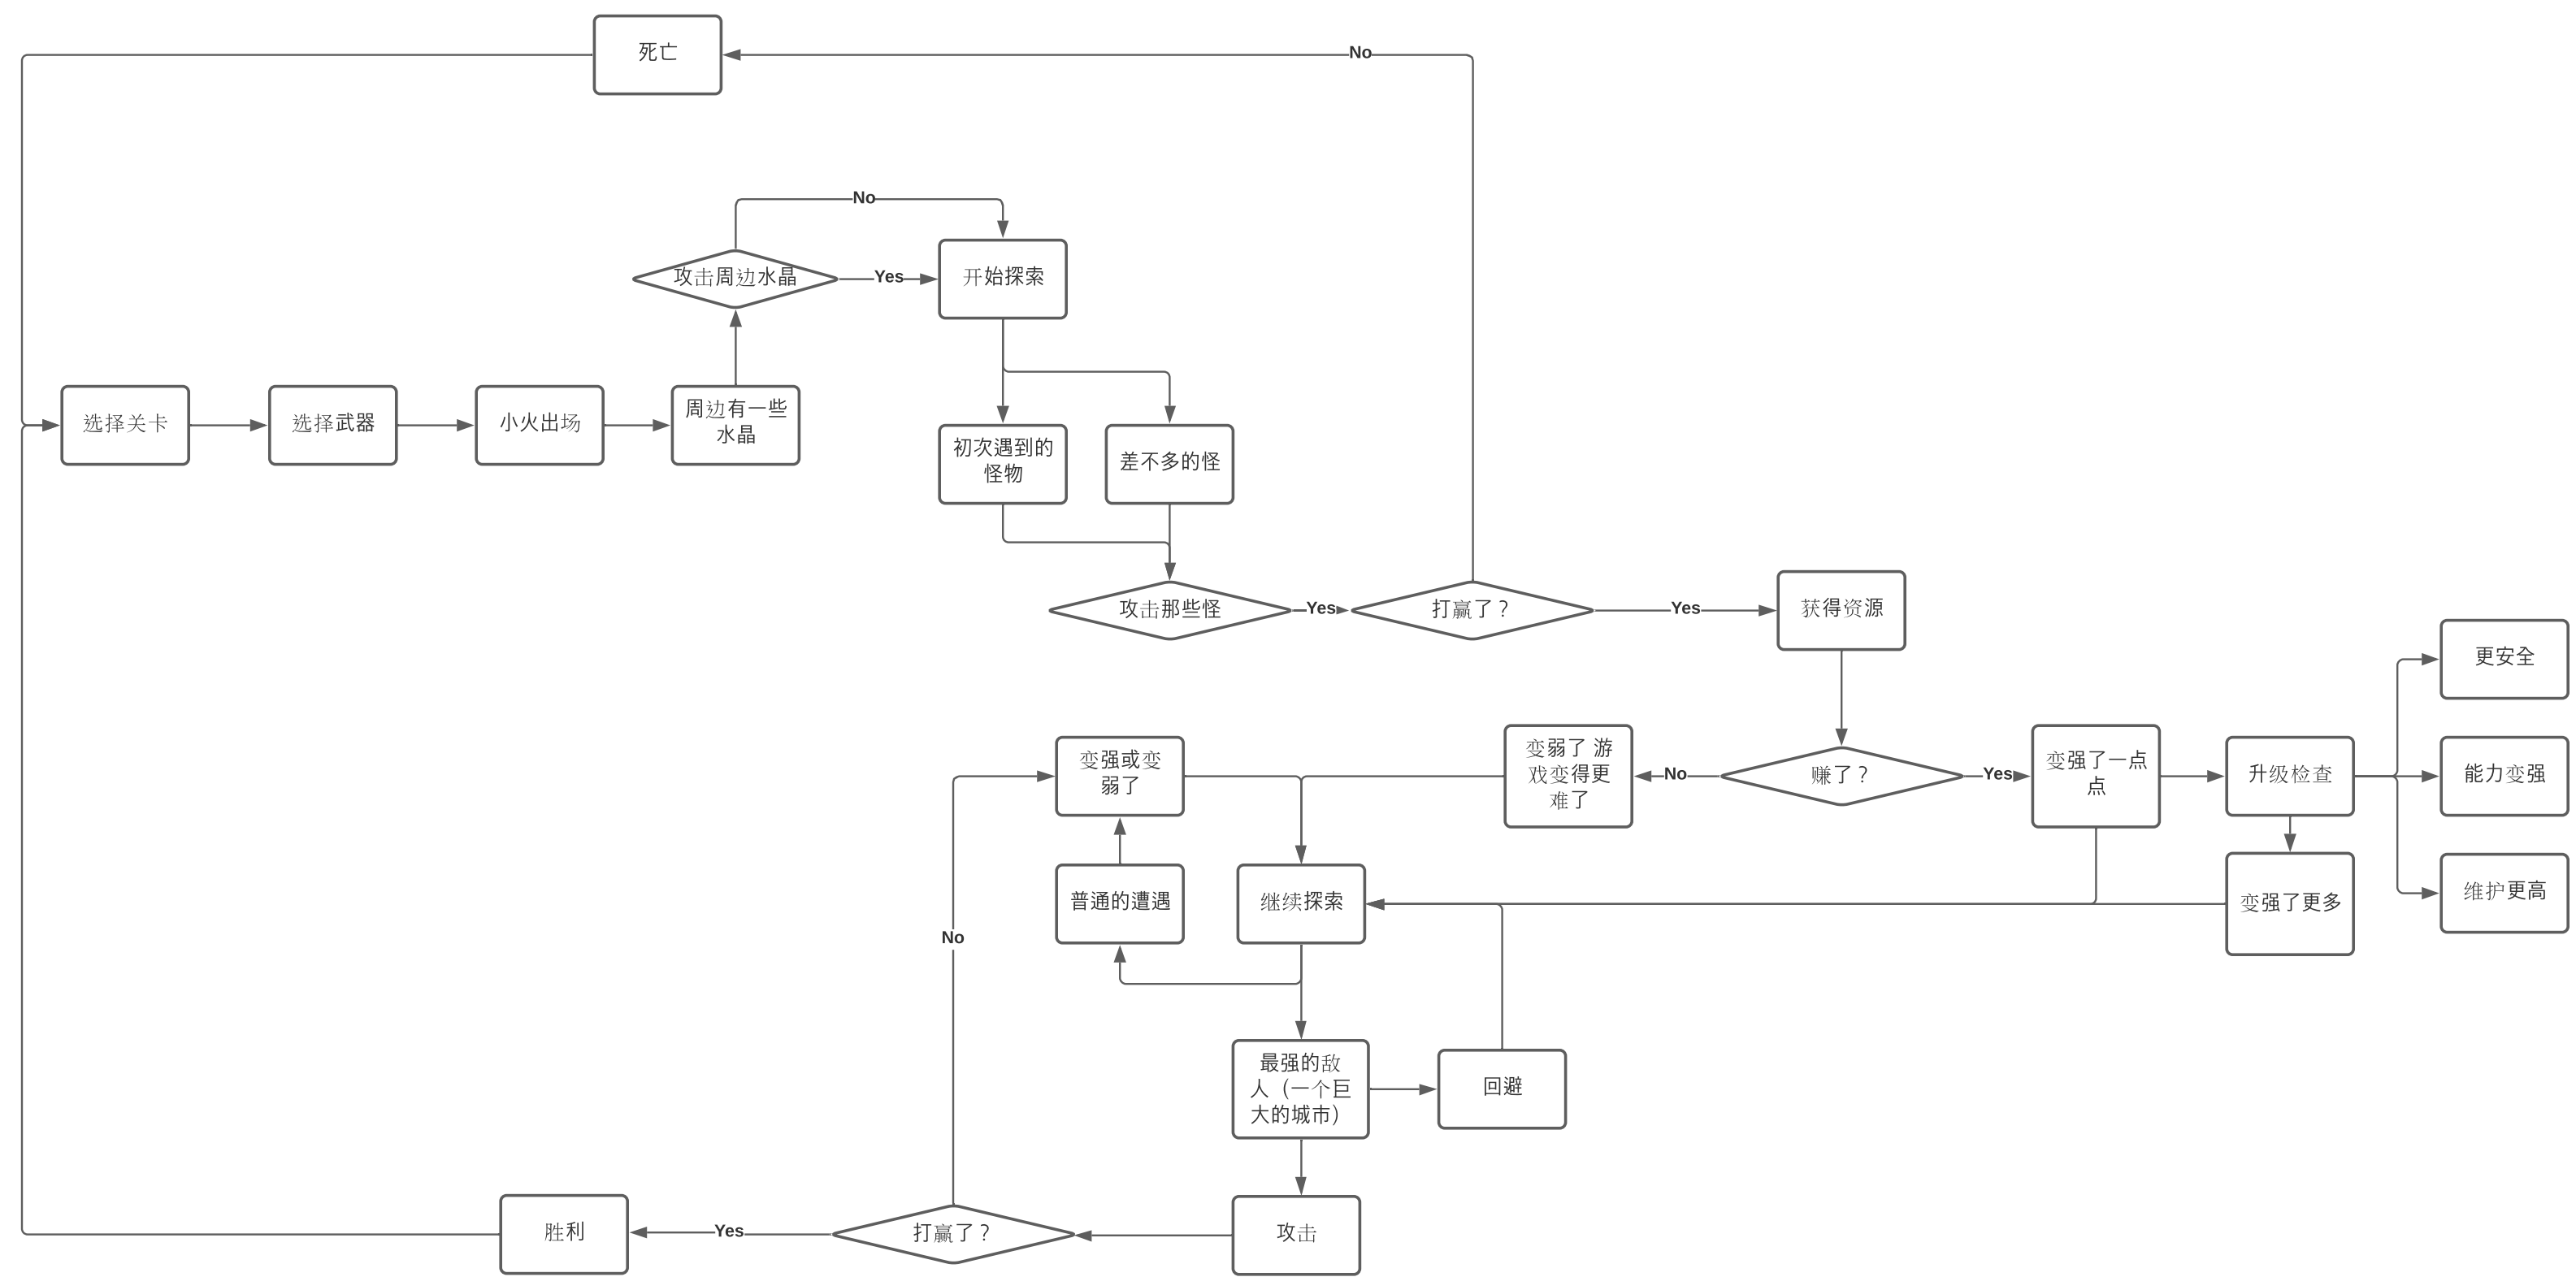 死亡
No
No
攻击周边水晶
Yes
开始探索
选择关卡
选择武器
小火出场
周边有一些
水晶
初次遇到的
怪物
差不多的怪
攻击那些怪
Yes
打赢了？
Yes
获得资源
更安全
变强或变
弱了
变弱了 游
戏变得更
难了
No
赚了？
Yes
变强了一点
点
升级检查
能力变强
普通的遭遇
继续探索
变强了更多
维护更高
No
最强的敌
人（一个巨
大的城市）
回避
胜利
Yes
打赢了？
攻击